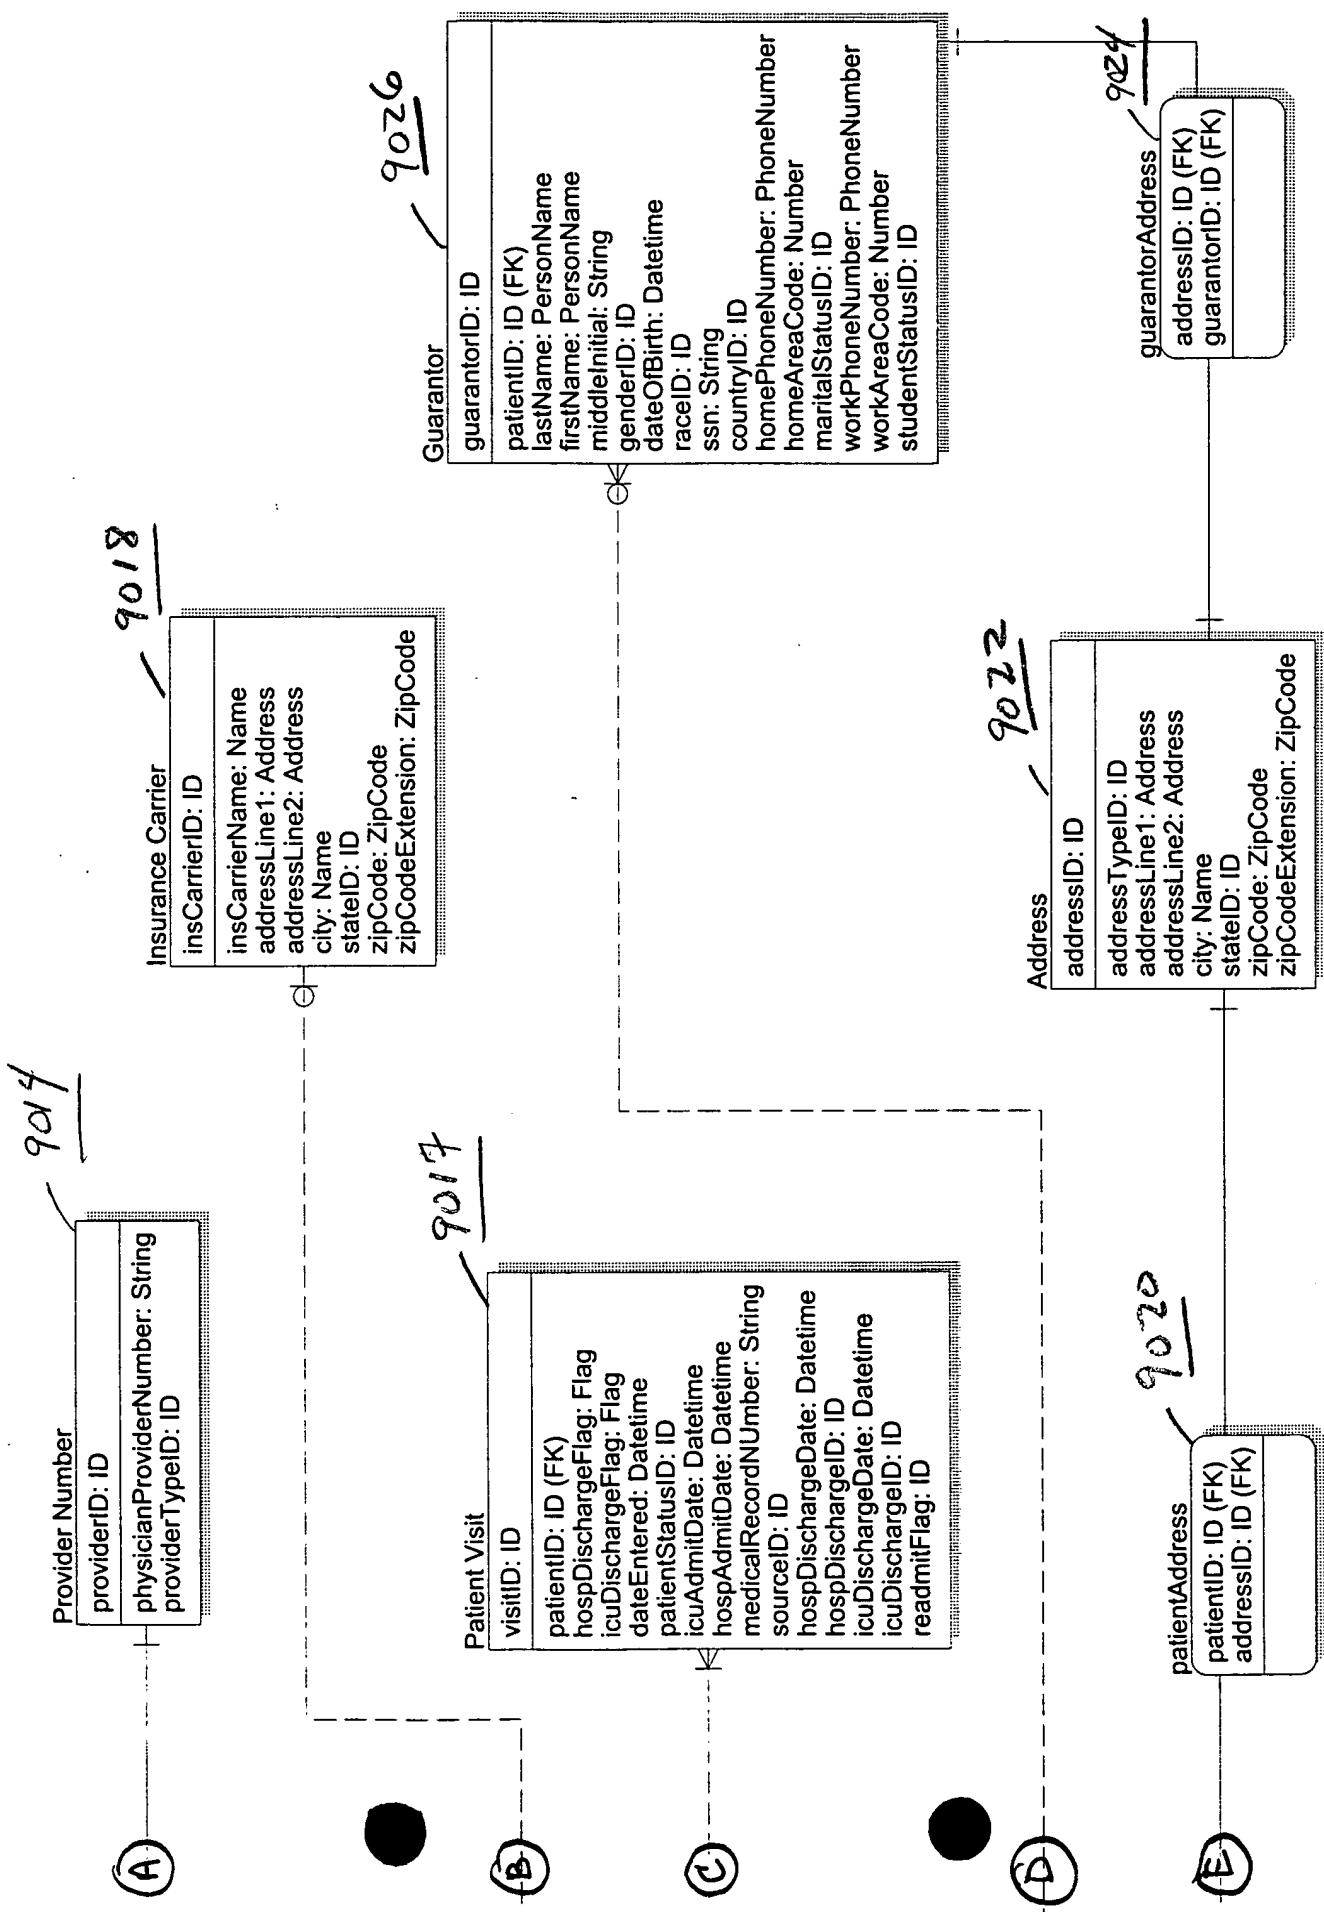 A
Provider Number
9014
providerID: ID
physicianProviderNumber: String
providerTypeID: ID
Insurance Carrier
9018
insCarrierID: ID
insCarrierName: Name
addressLine1: Address
addressLine2: Address
city: Name
stateID: ID
zipCode: ZipCode
zipCodeExtension: ZipCode
B
Patient Visit
9017
visitID: ID
patientID: ID (FK)
hospDischargeFlag: Flag
icuDischargeFlag: Flag
dateEntered: Datetime
patientStatusID: ID
icuAdmitDate: Datetime
hospAdmitDate: Datetime
medicalRecordNUmber: String
sourceID: ID
hospDischargeDate: Datetime
hospDischargeID: ID
icuDischargeDate: Datetime
icuDischargeID: ID
readmitFlag: ID
C
Guarantor
9026
guarantorID: ID
patientID: ID (FK)
lastName: PersonName
firstName: PersonName
middleInitial: String
genderID: ID
dateOfBirth: Datetime
raceID: ID
ssn: String
countryID: ID
homePhoneNumber: PhoneNumber
homeAreaCode: Number
maritalStatusID: ID
workPhoneNumber: PhoneNumber
workAreaCode: Number
studentStatusID: ID
D
E
patientAddress
9020
patientID: ID (FK)
addressID: ID (FK)
Address
9022
addressID: ID
addressTypeID: ID
addressLine1: Address
addressLine2: Address
city: Name
stateID: ID
zipCode: ZipCode
zipCodeExtension: ZipCode
guarantorAddress
9024
addressID: ID (FK)
guarantorID: ID (FK)